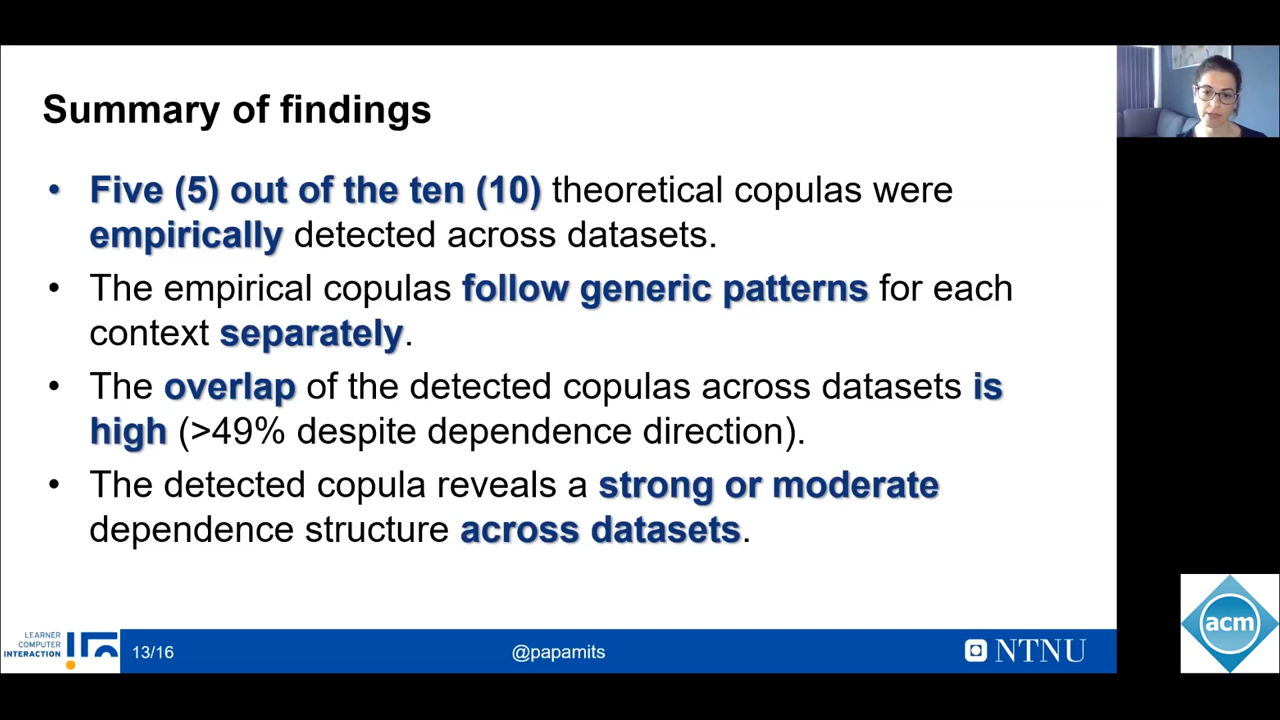 Summary of findings
• Five (5) out of the ten (10) theoretical copulas were
empirically detected across datasets.
• The empirical copulas follow generic patterns for each
context separately.
• The overlap of the detected copulas across datasets is
high (>49% despite dependence direction).
• The detected copula reveals a strong or moderate
dependence structure across datasets.
acm
LEARNER
COMPUTER
INTERACTION
13/16
@papamits
NTNU